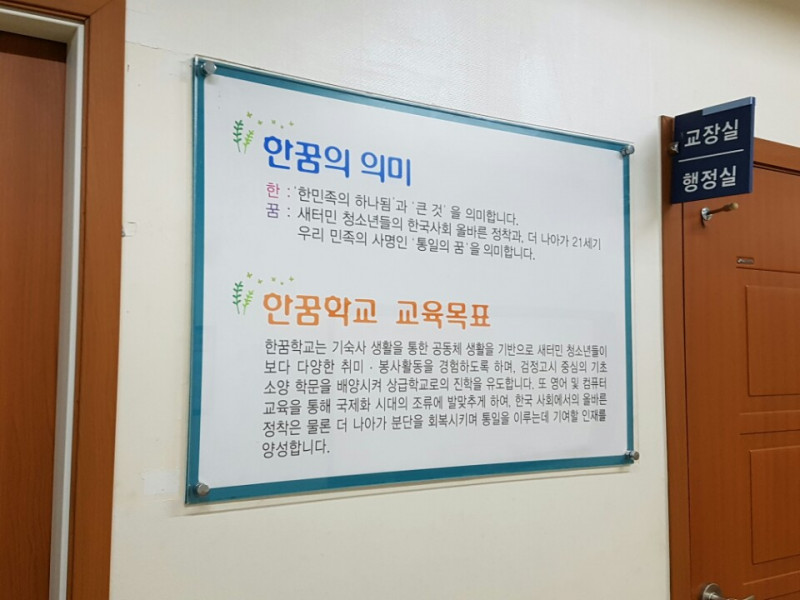 한꿈의 의미
한 : '한민족의 하나됨'과 '큰 것' 을 의미합니다.
꿈 : 새터민 청소년들의 한국사회 올바른 정착과, 더 나아가 21세기
우리 민족의 사명인 '통일의 꿈'을 의미합니다.
한꿈학교 교육목표
한꿈학교는 기숙사 생활을 통한 공동체 생활을 기반으로 새터민 청소년들이
보다 다양한 취미 · 봉사활동을 경험하도록 하며, 검정고시 중심의 기초
소양 학문을 배양시켜 상급학교로의 진학을 유도합니다. 또 영어 및 컴퓨터
교육을 통해 국제화 시대의 조류에 발맞추게 하여, 한국 사회에서의 올바른
정착은 물론 더 나아가 분단을 회복시키며 통일을 이루는데 기여할 인재를
양성합니다.
교장실
행정실